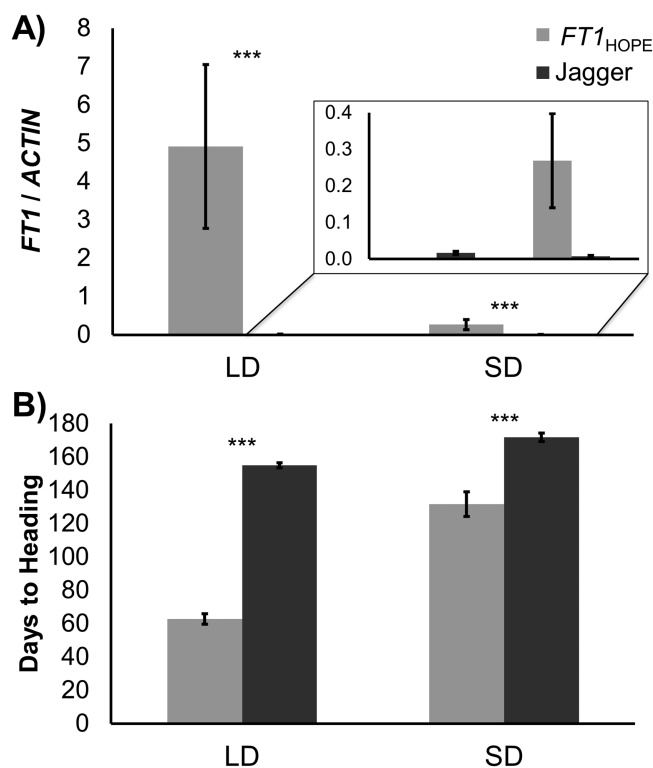 A)
FT1 / ACTIN
8
7
6
5
4
3
2
1
0
***
FT1HOPE
Jagger
0.4
0.3
0.2
0.1
0.0
***
LD
SD
B)
Days to Heading
180
160
140
120
100
80
60
40
20
0
***
***
LD
SD